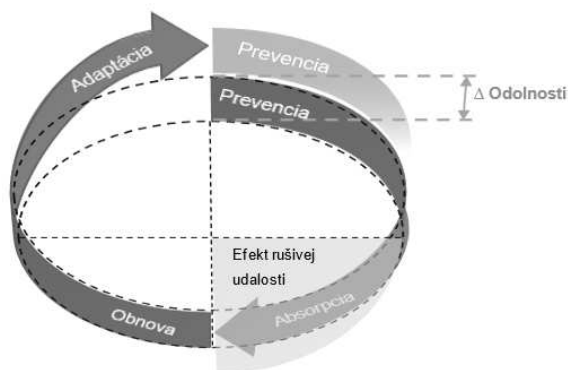 Adaptácia
Prevencia
Prevencia
Δ Odolnosti
Efekt rušivej
udalosti
Obnova
Absorpcia